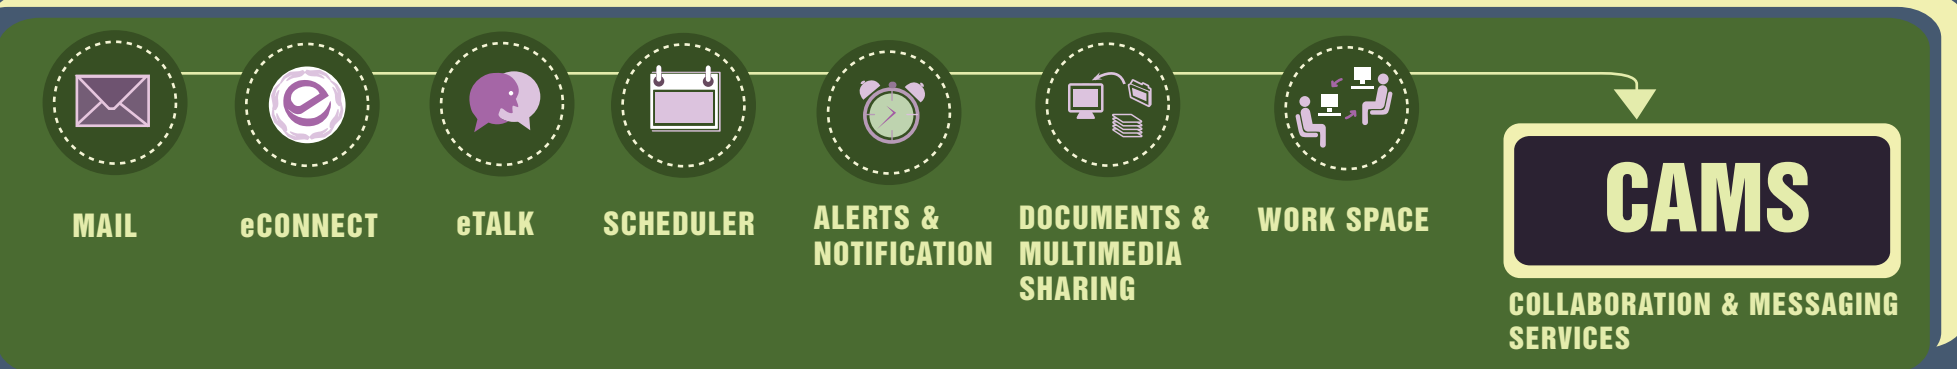 MAIL
eCONNECT
eTALK
SCHEDULER
ALERTS &
NOTIFICATION
DOCUMENTS &
MULTIMEDIA
SHARING
WORK SPACE
CAMS
COLLABORATION & MESSAGING
SERVICES